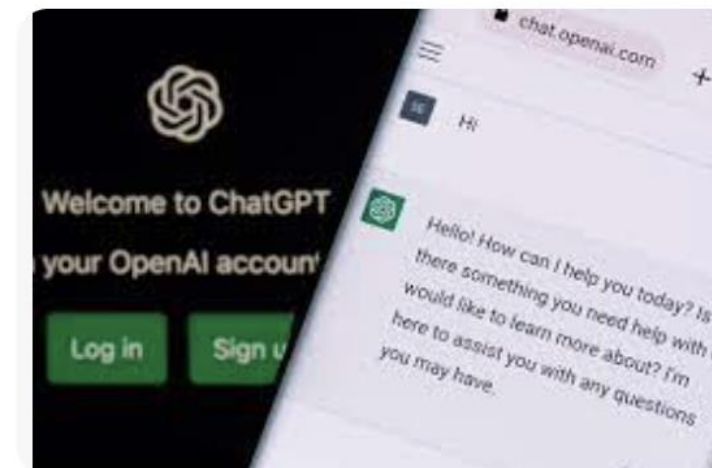 Welcome to ChatGPT
your OpenAI account
Log in
Sign u
chat.openai.com
Hi
Hello! How can I help you today? Is
there something you need help with
would like to learn more about? I'm
here to assist you with any questions
you may have.